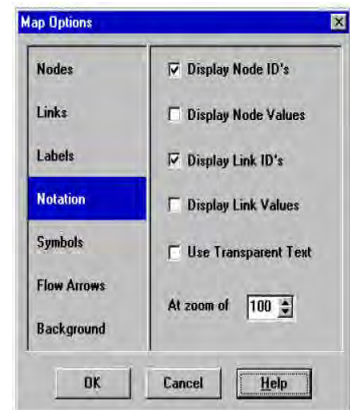 Map Options
Nodes
Links
Labels
Notation
Symbols
Flow Arrows
Background
Display Node ID's
Display Node Values
Display Link ID's
Display Link Values
Use Transparent Text
At zoom of 100
OK Cancel Help